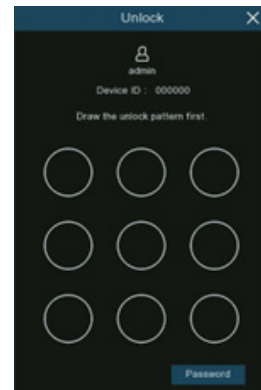 Unlock
admin
Device ID : 000000
Draw the unlock pattern first.
Password